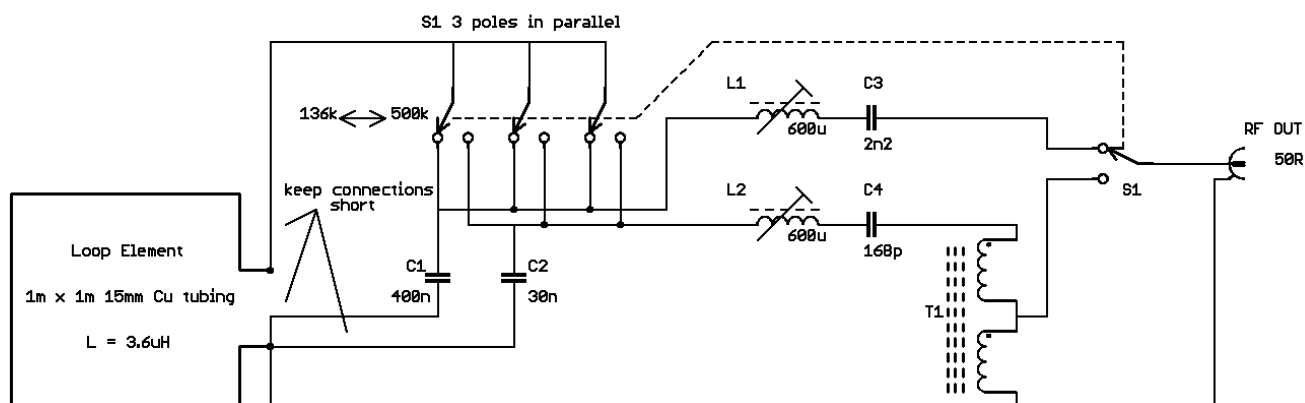 S1 3 poles in parallel
136k
500k
L1
600u
C3
2n2
RF OUT
50R
S1
keep connections
short
L2
600u
C4
168p
Loop Element
1m x 1m 15mm Cu tubing
L = 3.6uH
C1
400n
C2
30n
T1